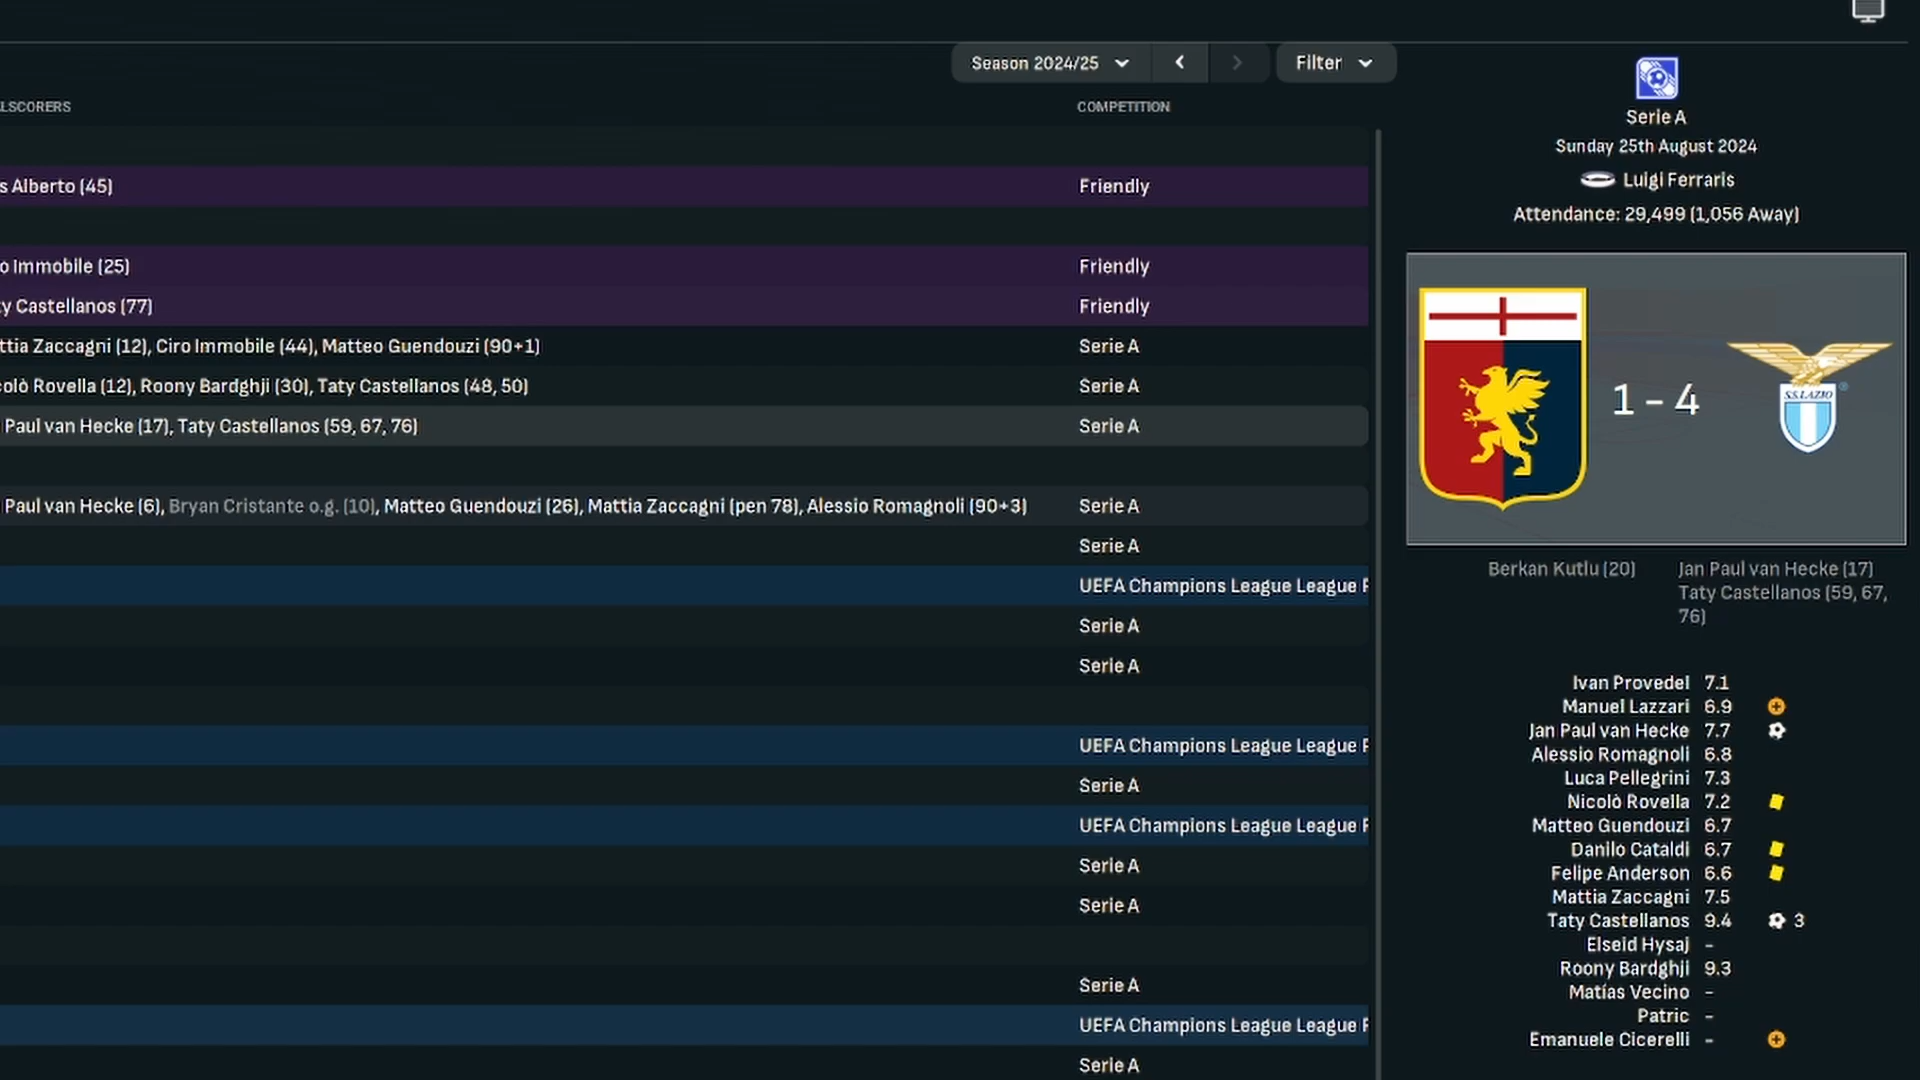 Season 2024/25
Filter
LSCORERS
COMPETITION
s Alberto (45)
Friendly
o Immobile (25)
Friendly
ty Castellanos (77)
Friendly
ttia Zaccagni (12), Ciro Immobile (44), Matteo Guendouzi (90+1)
Serie A
colò Rovella (12), Roony Bardghji (30), Taty Castellanos (48, 50)
Serie A
Paul van Hecke (17), Taty Castellanos (59, 67, 76)
Serie A
Paul van Hecke (6), Bryan Cristante o.g. (10), Matteo Guendouzi (26), Mattia Zaccagni (pen 78), Alessio Romagnoli (90+3)
Serie A
Serie A
UEFA Champions League League P
Serie A
Serie A
UEFA Champions League League P
Serie A
UEFA Champions League League P
Serie A
Serie A
Serie A
UEFA Champions League League P
Serie A
Serie A
Sunday 25th August 2024
Luigi Ferraris
Attendance: 29,499 (1,056 Away)
1 - 4
S.S.LAZIO
®
Berkan Kutlu (20)
Jan Paul van Hecke (17)
Taty Castellanos (59, 67,
76)
Ivan Provedel 7.1
Manuel Lazzari 6.9
Jan Paul van Hecke 7.7
Alessio Romagnoli 6.8
Luca Pellegrini 7.3
Nicolò Rovella 7.2
Matteo Guendouzi 6.7
Danilo Cataldi 6.7
Felipe Anderson 6.6
Mattia Zaccagni 7.5
Taty Castellanos 9.4 3
Elseid Hysaj -
Roony Bardghji 9.3
Matías Vecino -
Patric -
Emanuele Cicerelli -